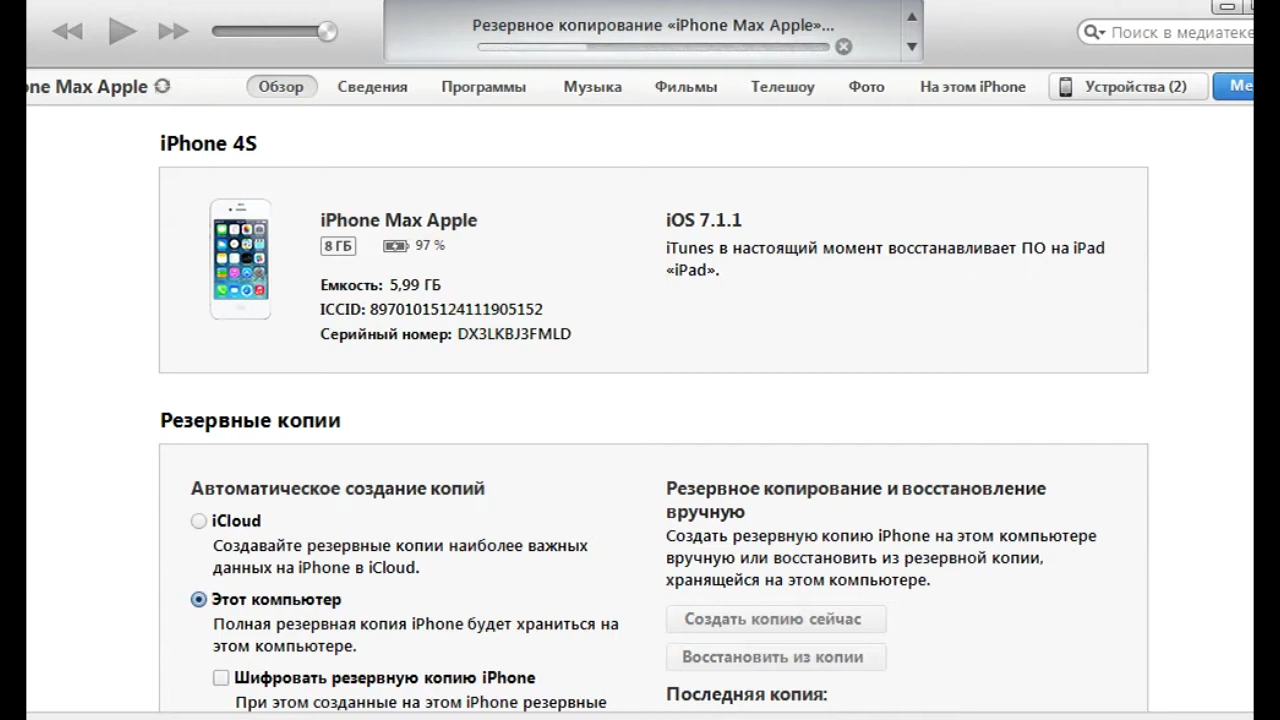 Резервное копирование «iPhone Max Apple»...
Поиск в медиатеке
ne Max Apple
Обзор
Сведения
Программы
Музыка
Фильмы
Телешоу
Фото
На этом iPhone
Устройства (2)
Ме
iPhone 4S
iPhone Max Apple
8 ГБ
97 %
Емкость: 5,99 ГБ
ICCID: 89701015124111905152
Серийный номер: DX3LKBJ3FMLD
iOS 7.1.1
iTunes в настоящий момент восстанавливает ПО на iPad
«iPad».
Резервные копии
Автоматическое создание копий
iCloud
Создавайте резервные копии наиболее важных
данных на iPhone в iCloud.
Этот компьютер
Полная резервная копия iPhone будет храниться на
этом компьютере.
Шифровать резервную копию iPhone
При этом созданные на этом iPhone резервные
Резервное копирование и восстановление
вручную
Создать резервную копию iPhone на этом компьютере
вручную или восстановить из резервной копии,
хранящейся на этом компьютере.
Создать копию сейчас
Восстановить из копии
Последняя копия: